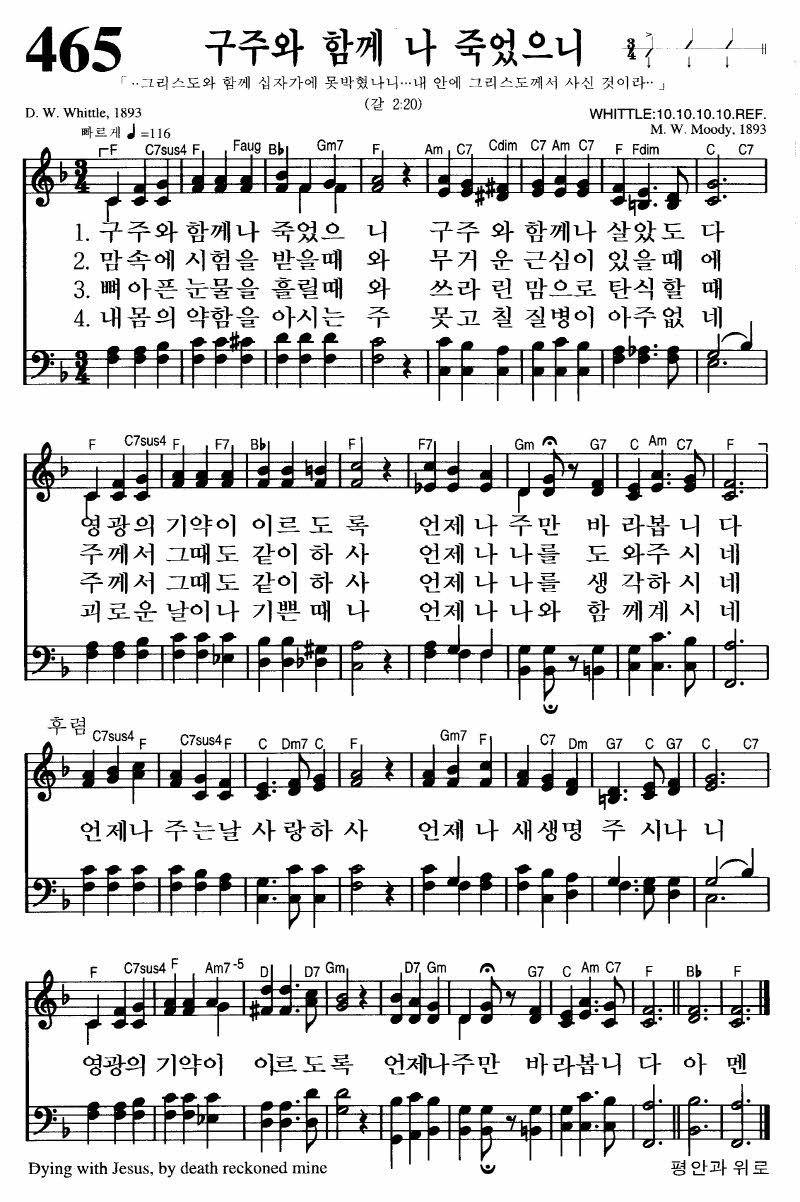 465 구주와 함께 나 죽었으니
「‥그리스도와 함께 십자가에 못박혔나니…내 안에 그리스도께서 사신 것이라‥」
(갈 2:20)
D. W. Whittle, 1893
WHITTLE:10.10.10.10.REF.
빠르게 ♩=116
M. W. Moody, 1893
F C7sus4 F Faug B♭ Gm7 F Am C7 Cdim C7 Am C7 F Fdim C C7
3/4
1. 구주와 함께나 죽었으 니 구주 와 함께나 살았도 다
2. 맘속에 시험을 받을때 와 무거 운 근심이 있을때 에
3. 뼈아픈 눈물을 흘릴때 와 쓰라 린 맘으로 탄식할 때
4. 내몸의 약함을 아시는 주 못고 칠 질병이 아주없 네
3/4
F C7sus4 F F7 B♭ F F7 Gm G7 C Am C7 F
영광의 기약이 이르도록 언제나 주만 바라봅니다
주께서 그때도 같이하사 언제나 나를 도와주시네
주께서 그때도 같이하사 언제나 나를 생각하시네
괴로운 날이나 기쁜때나 언제나 나와 함께계시네
후렴
C7sus4 F C7sus4 F C Dm7 C F Gm7 F C7 Dm G7 C G7 C C7
언제나 주는날 사랑하사 언제나 새생명 주시나니
F C7sus4 F Am7-5 D D7 Gm D7 Gm G7 C Am C7 F B♭ F
영광의 기약이 이르도록 언제나주만 바라봅니 다 아 멘
Dying with Jesus, by death reckoned mine
평안과 위로